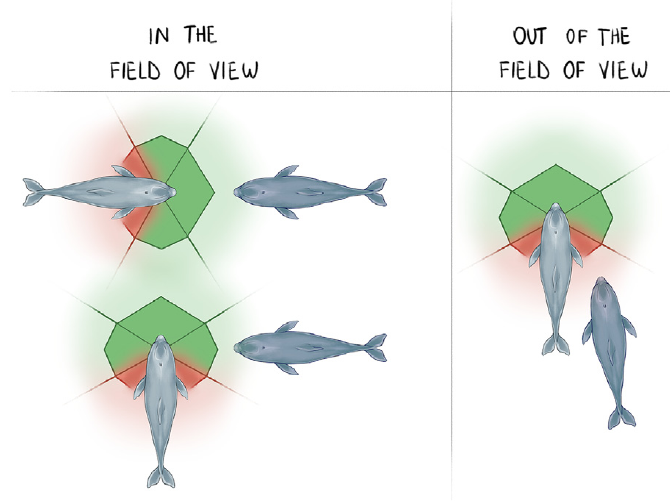 IN THE
FIELD OF VIEW
OUT OF THE
FIELD OF VIEW